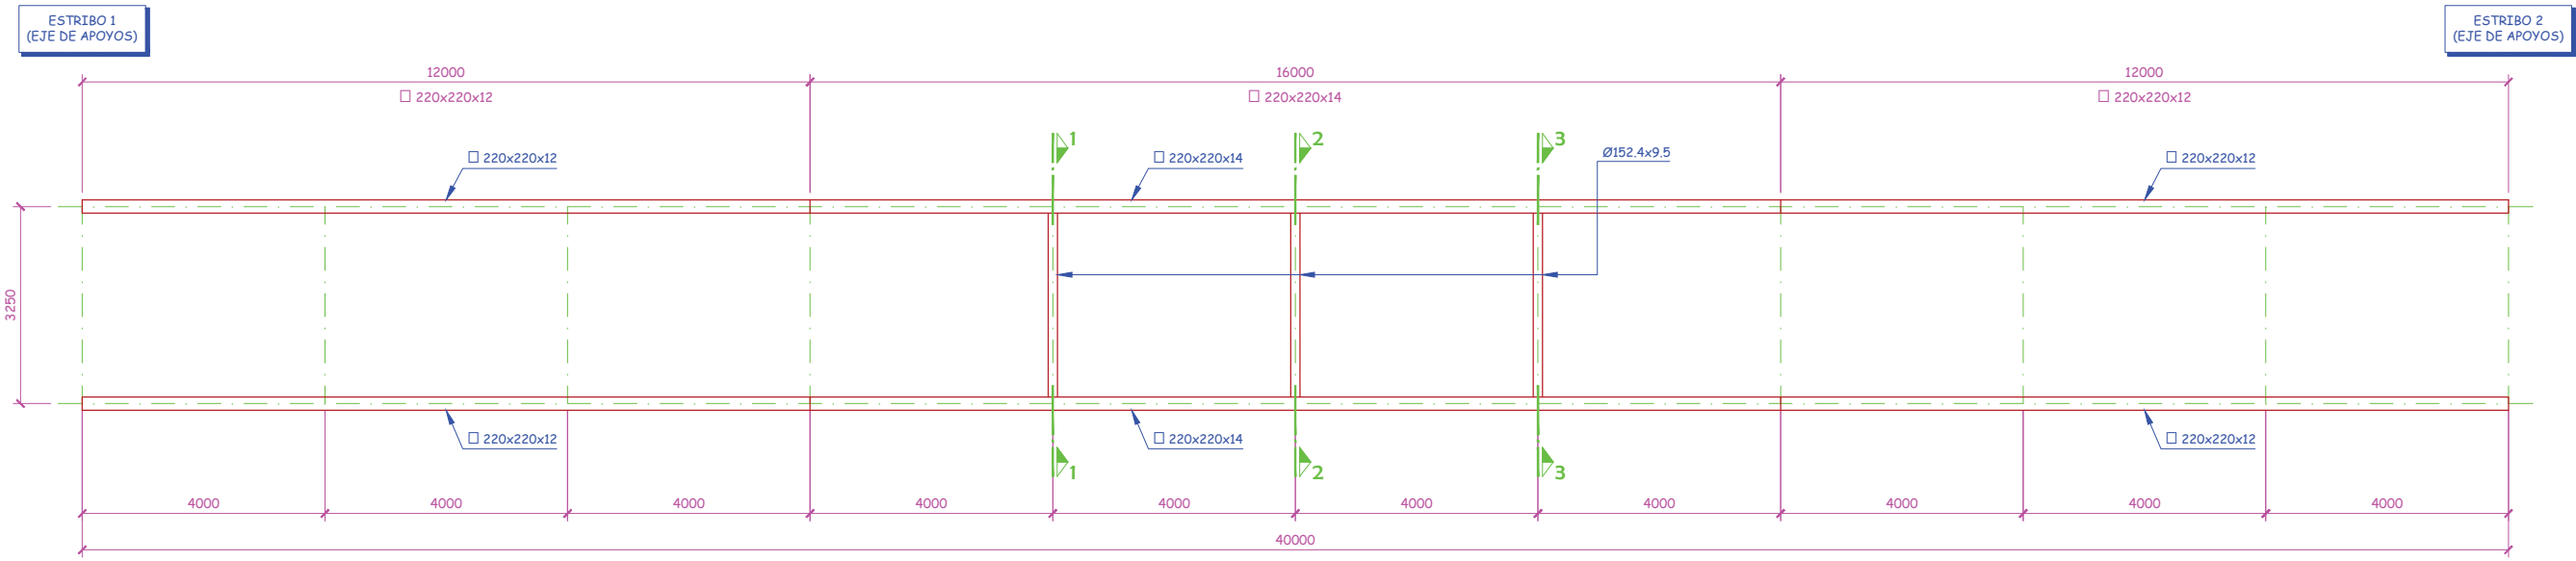 ESTRIBO 1
(EJE DE APOYOS)
ESTRIBO 2
(EJE DE APOYOS)
12000
16000
12000
□ 220x220x12
□ 220x220x14
□ 220x220x12
1
2
3
□ 220x220x12
□ 220x220x14
Ø152.4x9.5
□ 220x220x12
3250
□ 220x220x12
□ 220x220x14
□ 220x220x12
1
2
3
4000
4000
4000
4000
4000
4000
4000
4000
4000
4000
40000